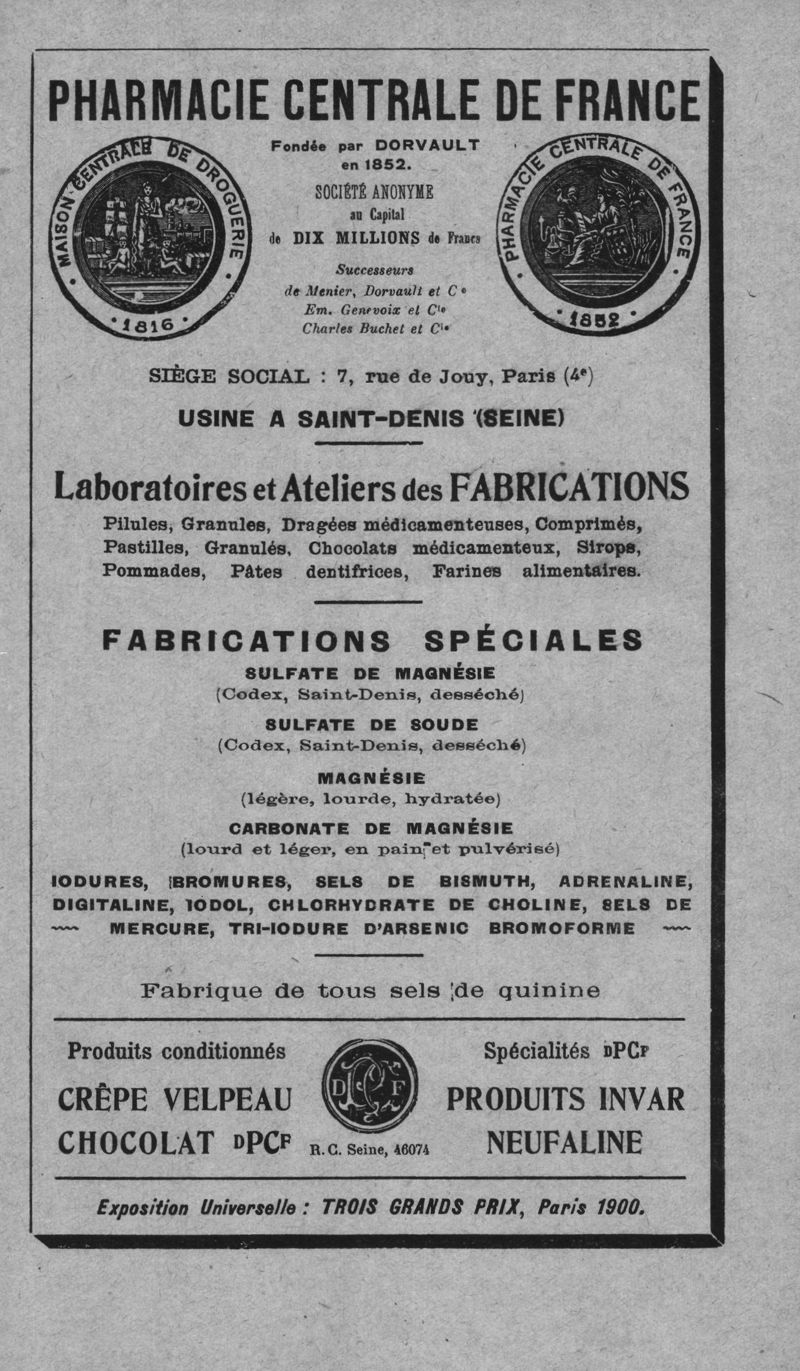 PHARMACIE CENTRALE DE FRANCE
MAISON CENTRALE DE DROGUERIE
1816
Fondée par DORVAULT
en 1852.
SOCIÉTÉ ANONYME
au Capital
de DIX MILLIONS de Francs
Successeurs
de Menier, Dorvault et Cie
Em. Genevoix et Cie
Charles Buchet et Cie
PHARMACIE CENTRALE DE FRANCE
1852
SIÈGE SOCIAL : 7, rue de Jouy, Paris (4e)
USINE A SAINT-DENIS (SEINE)
Laboratoires et Ateliers des FABRICATIONS
Pilules, Granules, Dragées médicamenteuses, Comprimés,
Pastilles, Granulés, Chocolats médicamenteux, Sirops,
Pommades, Pâtes dentifrices, Farines alimentaires.
FABRICATIONS SPÉCIALES
SULFATE DE MAGNÉSIE
(Codex, Saint-Denis, desséché)
SULFATE DE SOUDE
(Codex, Saint-Denis, desséché)
MAGNÉSIE
(légère, lourde, hydratée)
CARBONATE DE MAGNÉSIE
(lourd et léger, en pain et pulvérisé)
IODURES, BROMURES, SELS DE BISMUTH, ADRENALINE,
DIGITALINE, IODOL, CHLORHYDRATE DE CHOLINE, SELS DE
MERCURE, TRI-IODURE D'ARSENIC BROMOFORME
Fabrique de tous sels de quinine
Produits conditionnés
CRÊPE VELPEAU
CHOCOLAT DPCF
DPCF
R.C. Seine, 46074
Spécialités DPCF
PRODUITS INVAR
NEUFALINE
Exposition Universelle : TROIS GRANDS PRIX, Paris 1900.